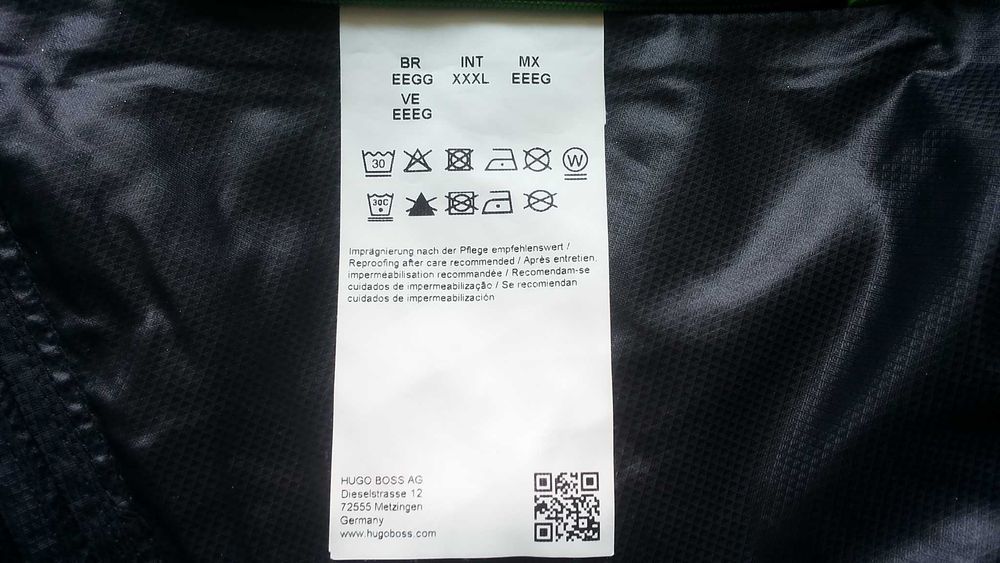 BR INT MX
EEGG XXXL EEEG
VE
EEEG
30 W
30C
Imprägnierung nach der Pflege empfehlenswert /
Reproofing after care recommended / Après entretien,
imperméabilisation recommandée / Recomendam-se
cuidados de impermeabilização / Se recomiendan
cuidados de impermeabilización
HUGO BOSS AG
Dieselstrasse 12
72555 Metzingen
Germany
www.hugoboss.com